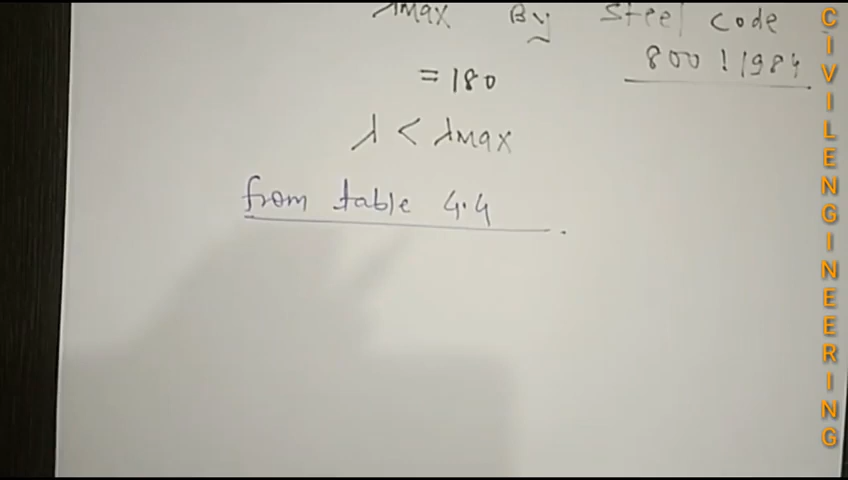 λmax By Steel code
800 : 1984
= 180
λ < λmax
from table 4.4
CIVILENGINEERING